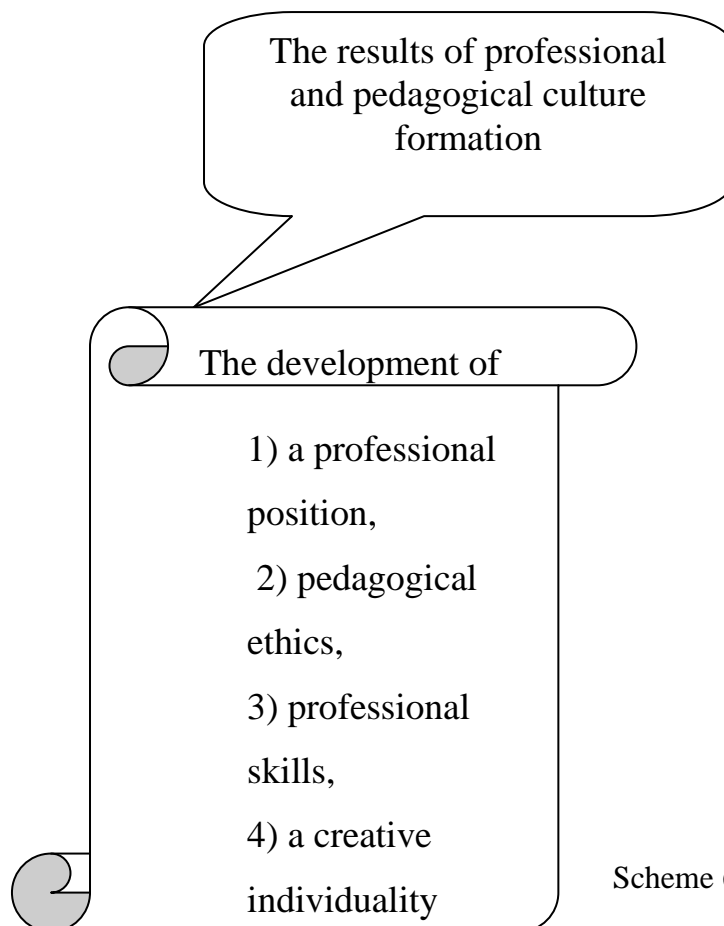 The results of professional
and pedagogical culture
formation
The development of
1) a professional
position,
2) pedagogical
ethics,
3) professional
skills,
4) a creative
individuality
Scheme